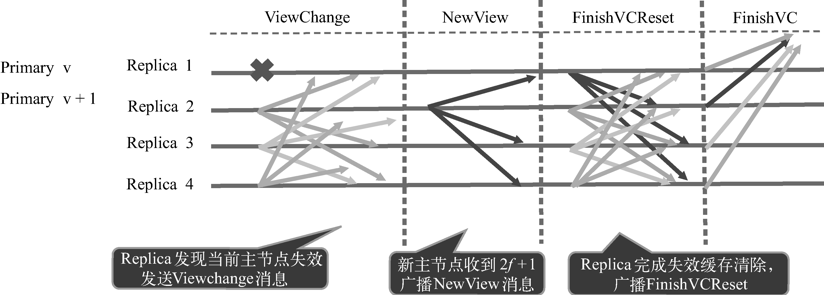 ViewChange
NewView
FinishVCReset
FinishVC
Primary v
Replica 1
Primary v + 1
Replica 2
Replica 3
Replica 4
Replica 发现当前主节点失效
发送Viewchange消息
新主节点收到 2f +1
广播NewView 消息
Replica 完成失效缓存清除，
广播FinishVCReset